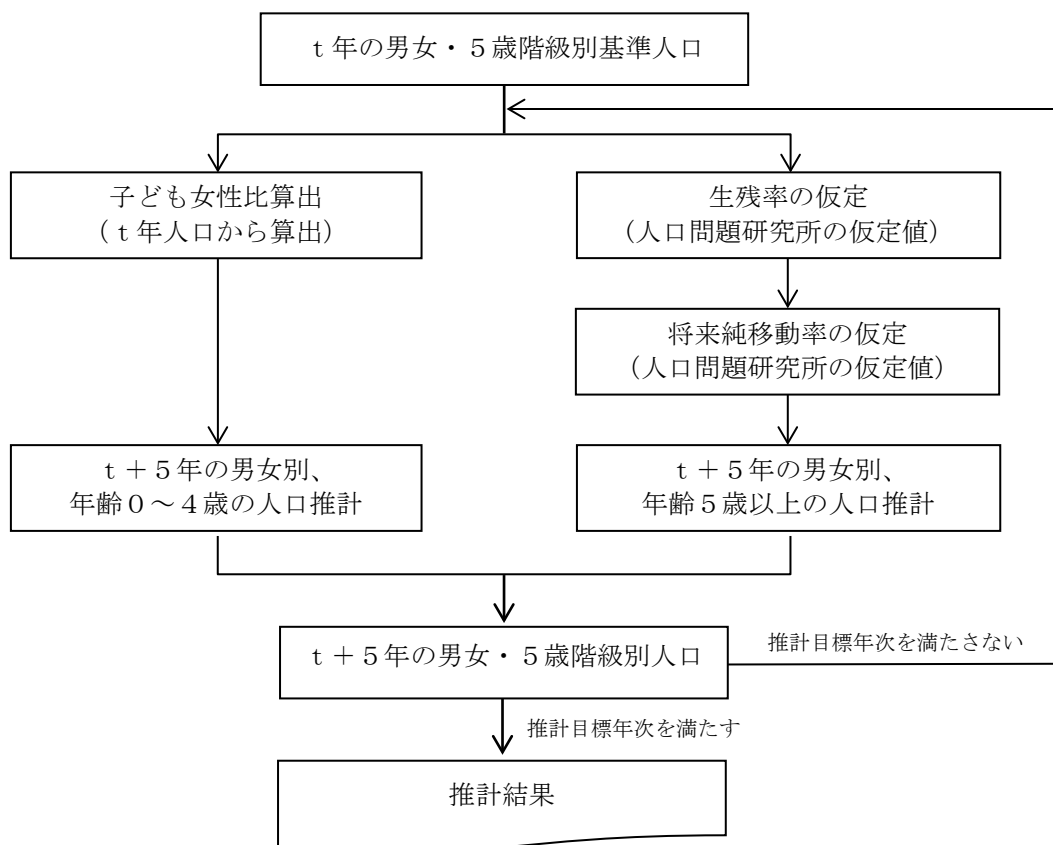 ｔ年の男女・５歳階級別基準人口
子ども女性比算出
（ｔ年人口から算出）
生残率の仮定
（人口問題研究所の仮定値）
将来純移動率の仮定
（人口問題研究所の仮定値）
ｔ＋５年の男女別、
年齢０～４歳の人口推計
ｔ＋５年の男女別、
年齢５歳以上の人口推計
ｔ＋５年の男女・５歳階級別人口
推計目標年次を満たさない
推計目標年次を満たす
推計結果